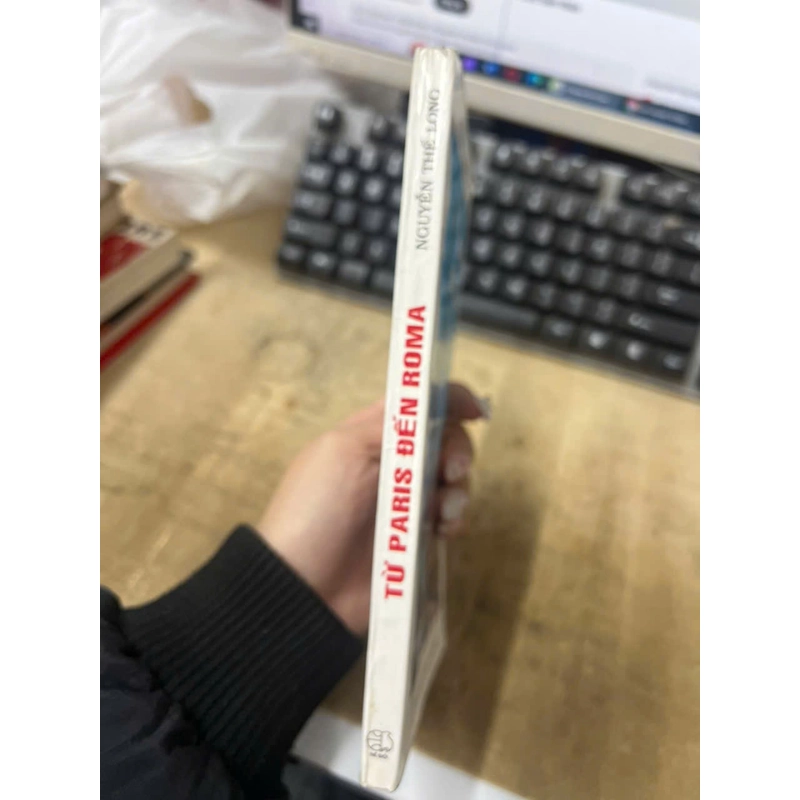 NGUYỄN THẾ LONG
TỪ PARIS ĐẾN ROMA